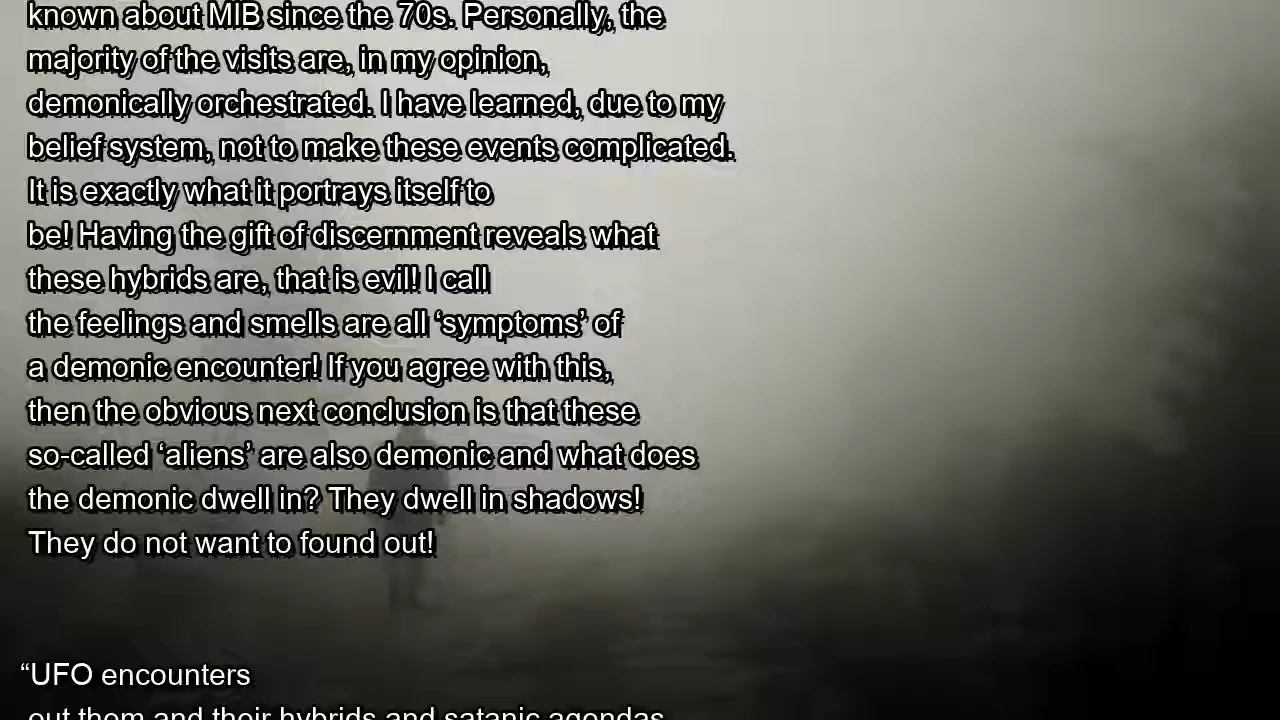 known about MIB since the 70s. Personally, the
majority of the visits are, in my opinion,
demonically orchestrated. I have learned, due to my
belief system, not to make these events complicated.
It is exactly what it portrays itself to
be! Having the gift of discernment reveals what
these hybrids are, that is evil! I call
the feelings and smells are all ‘symptoms’ of
a demonic encounter! If you agree with this,
then the obvious next conclusion is that these
so-called ‘aliens’ are also demonic and what does
the demonic dwell in? They dwell in shadows!
They do not want to found out!
“UFO encounters
out them and their hybrids and satanic agendas